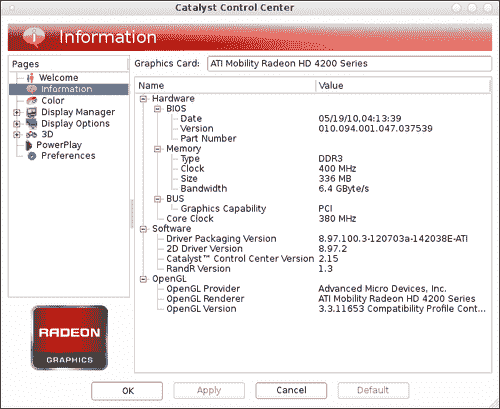 Catalyst Control Center
Information
Pages
Welcome
Information
Color
Display Manager
Display Options
3D
PowerPlay
Preferences
RADEON
GRAPHICS
Graphics Card: ATI Mobility Radeon HD 4200 Series
Name Value
Hardware
BIOS
Date 05/19/10,04:13:39
Version 010.094.001.047.037539
Part Number
Memory
Type DDR3
Clock 400 MHz
Size 336 MB
Bandwidth 6.4 GByte/s
BUS
Graphics Capability PCI
Core Clock 380 MHz
Software
Driver Packaging Version 8.97.100.3-120703a-142038E-ATI
2D Driver Version 8.97.2
Catalyst™ Control Center Version 2.15
RandR Version 1.3
OpenGL
OpenGL Provider Advanced Micro Devices, Inc.
OpenGL Renderer ATI Mobility Radeon HD 4200 Series
OpenGL Version 3.3.11653 Compatibility Profile Cont...
OK Apply Cancel Default